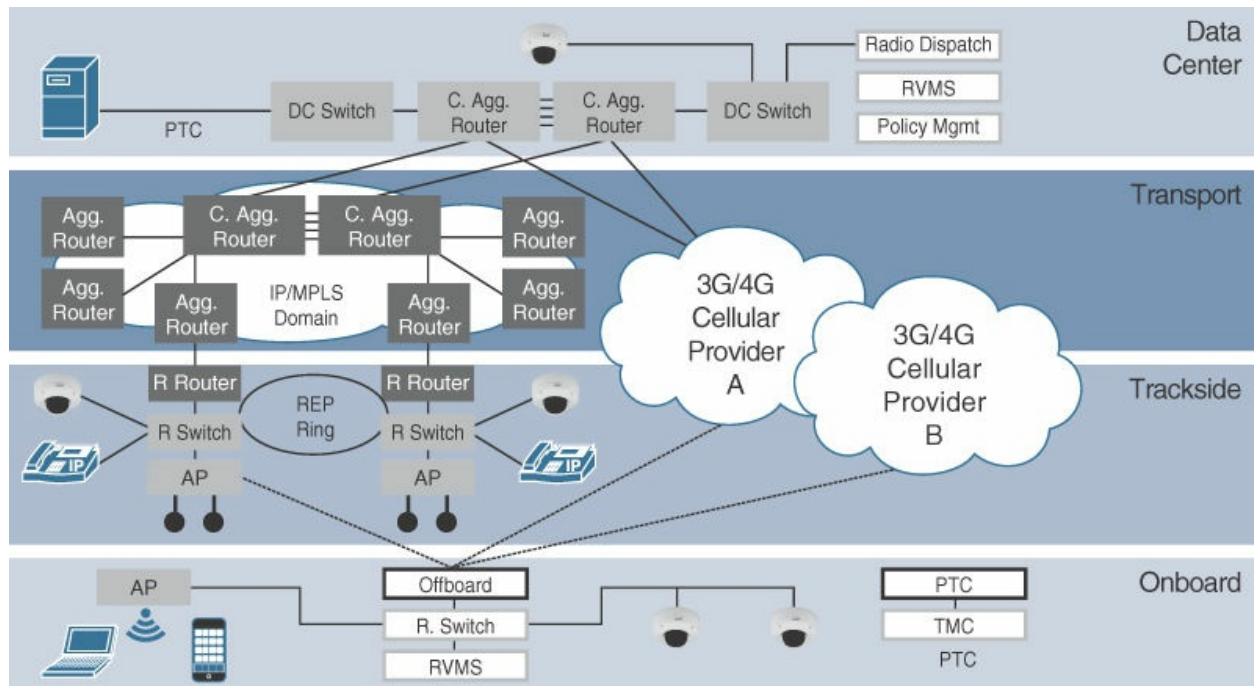 Data
Center
Radio Dispatch
RVMS
Policy Mgmt
PTC
DC Switch
C. Agg.
Router
C. Agg.
Router
DC Switch
Transport
Agg.
Router
C. Agg.
Router
C. Agg.
Router
Agg.
Router
Agg.
Router
Agg.
Router
IP/MPLS
Domain
Agg.
Router
Agg.
Router
3G/4G
Cellular
Provider
A
3G/4G
Cellular
Provider
B
Trackside
R Router
R Router
REP
Ring
R Switch
R Switch
IP
IP
AP
AP
Onboard
AP
Offboard
R. Switch
RVMS
PTC
TMC
PTC